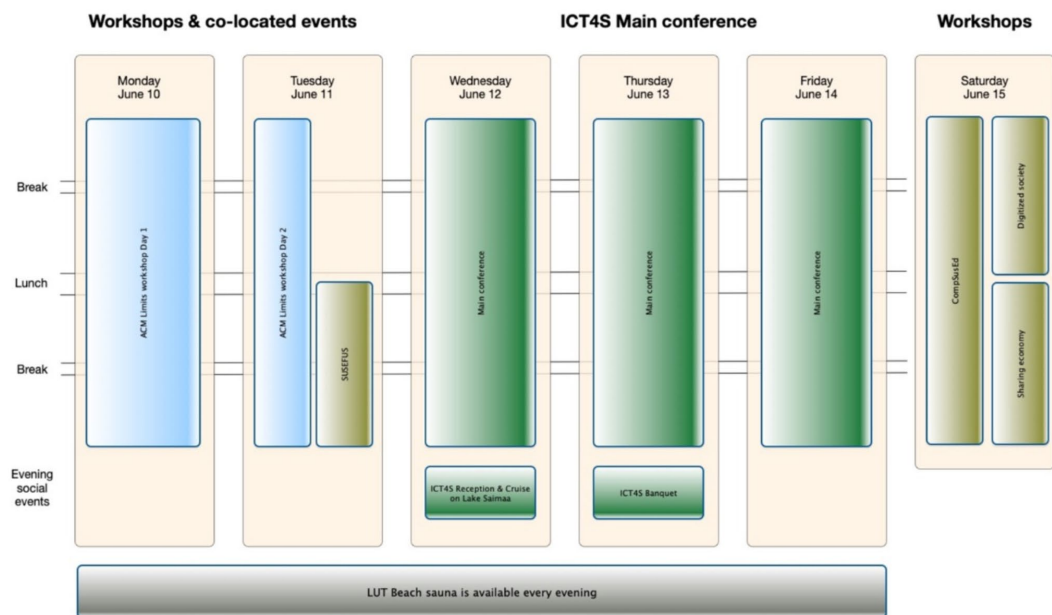 Workshops & co-located events
ICT4S Main conference
Workshops
Monday
June 10
Tuesday
June 11
Wednesday
June 12
Thursday
June 13
Friday
June 14
Saturday
June 15
Break
Lunch
Break
Evening
social
events
ACM Limits workshop Day 1
ACM Limits workshop Day 2
SUSEFUS
Main conference
Main conference
Main conference
CompSusEd
Digitized society
Sharing economy
ICT4S Reception & Cruise
on Lake Saimaa
ICT4S Banquet
LUT Beach sauna is available every evening